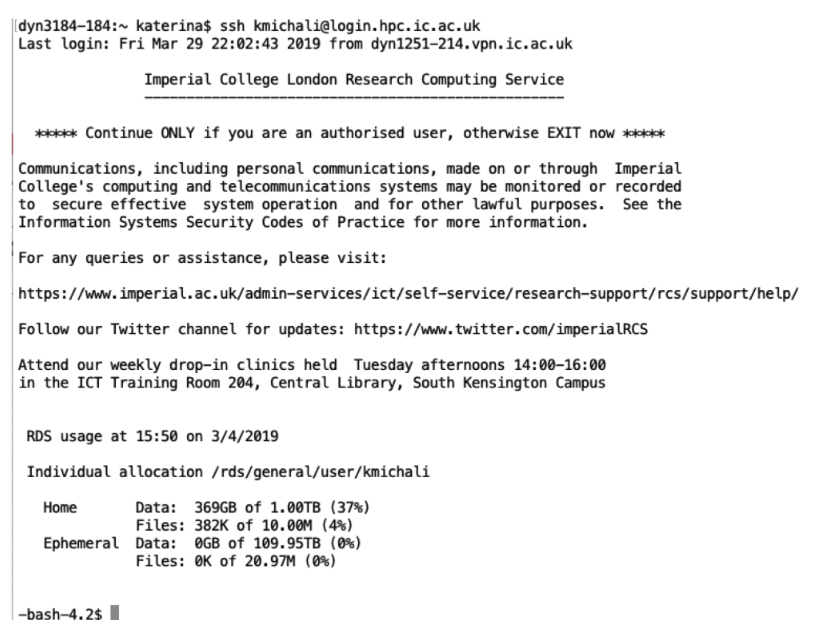 dyn3184-184:~ katerina$ ssh kmichali@login.hpc.ic.ac.uk
Last login: Fri Mar 29 22:02:43 2019 from dyn1251-214.vpn.ic.ac.uk
Imperial College London Research Computing Service
***** Continue ONLY if you are an authorised user, otherwise EXIT now *****
Communications, including personal communications, made on or through  Imperial
College's computing and telecommunications systems may be monitored or recorded
to  secure effective  system operation  and for other lawful purposes.  See the
Information Systems Security Codes of Practice for more information.
For any queries or assistance, please visit:
https://www.imperial.ac.uk/admin-services/ict/self-service/research-support/rcs/support/help/
Follow our Twitter channel for updates: https://www.twitter.com/imperialRCS
Attend our weekly drop-in clinics held  Tuesday afternoons 14:00-16:00
in the ICT Training Room 204, Central Library, South Kensington Campus
RDS usage at 15:50 on 3/4/2019
Individual allocation /rds/general/user/kmichali
Home       Data:  369GB of 1.00TB (37%)
Files: 382K of 10.00M (4%)
Ephemeral  Data:  0GB of 109.95TB (0%)
Files: 0K of 20.97M (0%)
-bash-4.2$